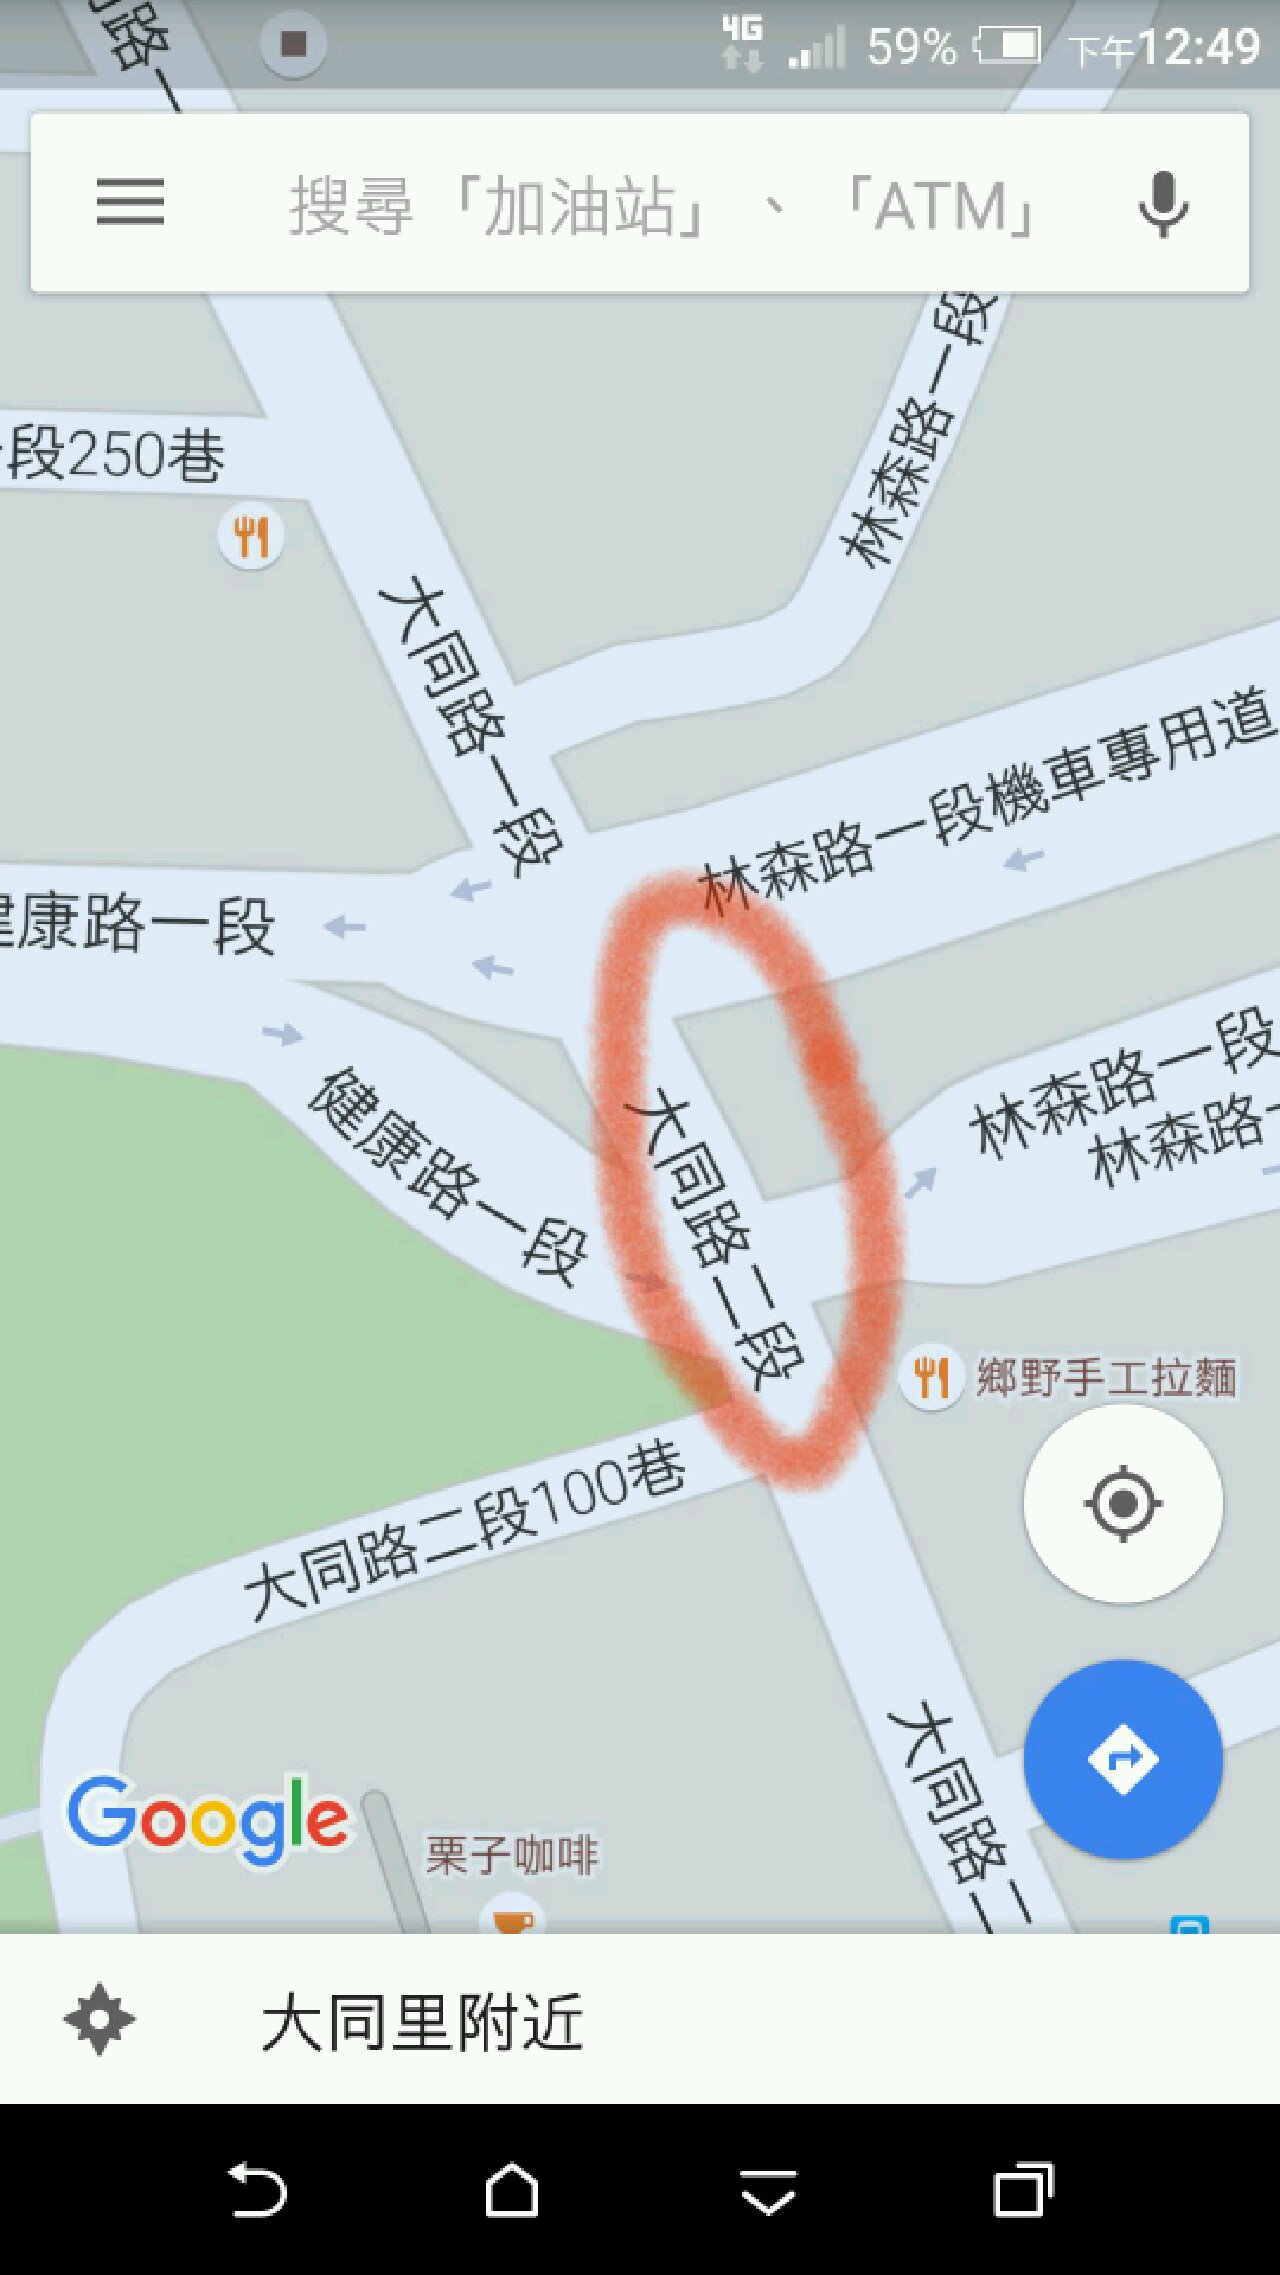 4G 59% 下午12:49
路一
搜尋「加油站」、「ATM」
林森路一段
段250巷
大同路一段
林森路一段機車專用道
健康路一段
林森路一段
林森路
健康路一段
大同路二段
鄉野手工拉麵
大同路二段100巷
大同路二
Google
栗子咖啡
大同里附近